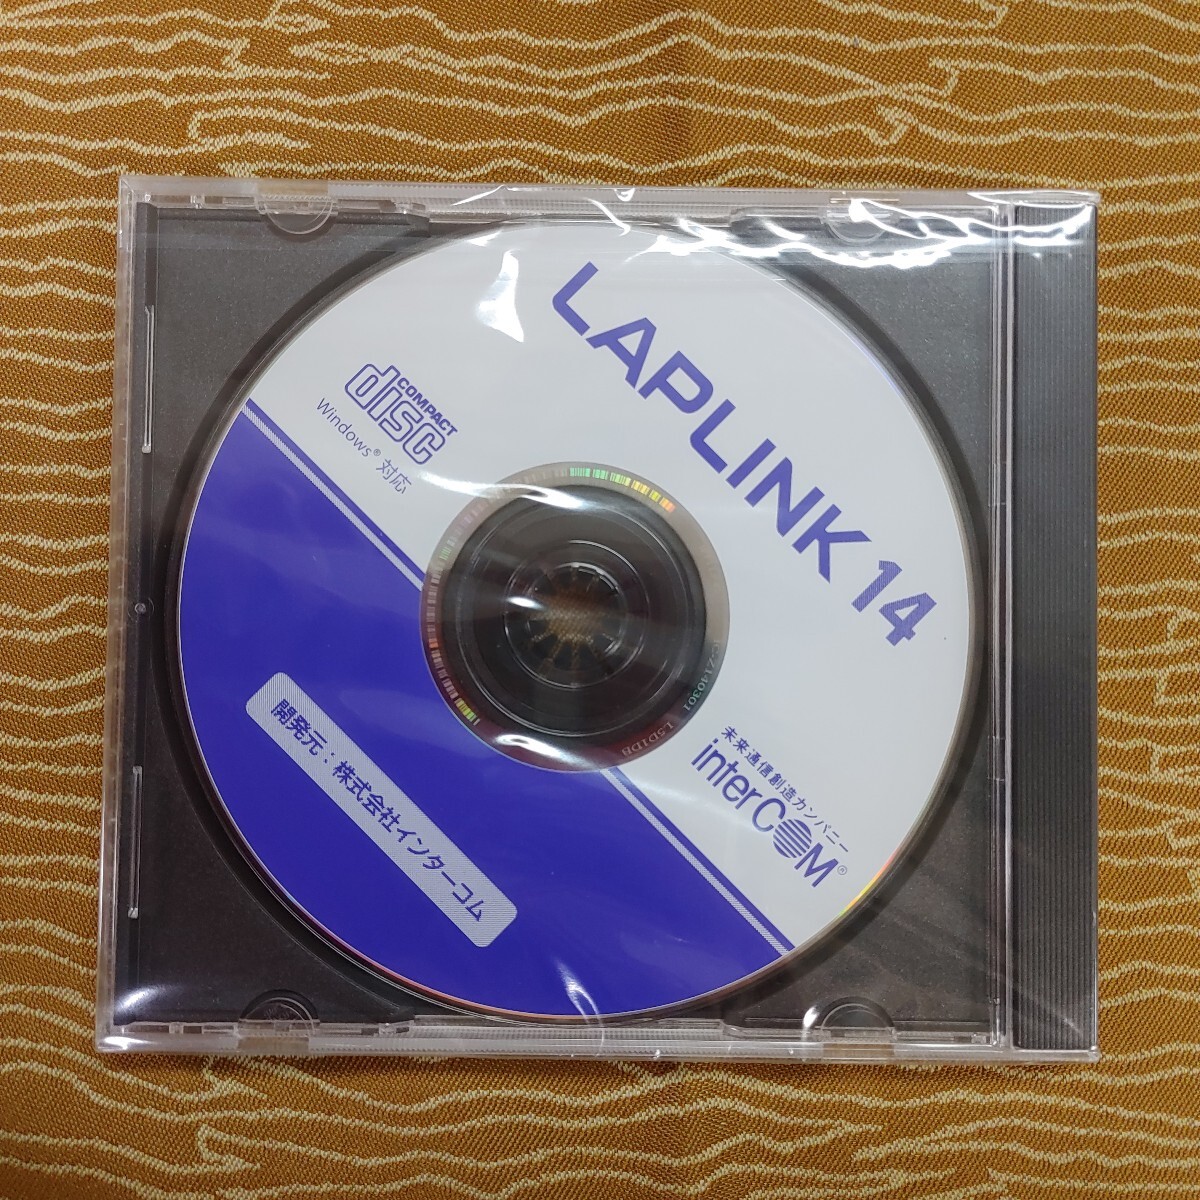 LAPLINK 14
COMPACT
disc
Windows® 対応
未来通信創造カンパニー
interCOM®
開発元：株式会社インターコム